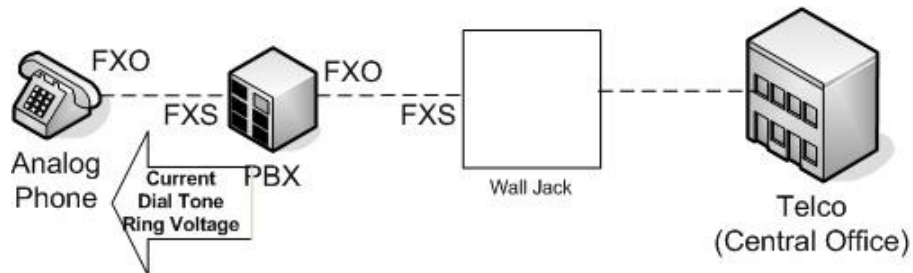 FXO
FXS
FXO
FXS
Analog
Phone
PBX
Current
Dial Tone
Ring Voltage
Wall Jack
Telco
(Central Office)